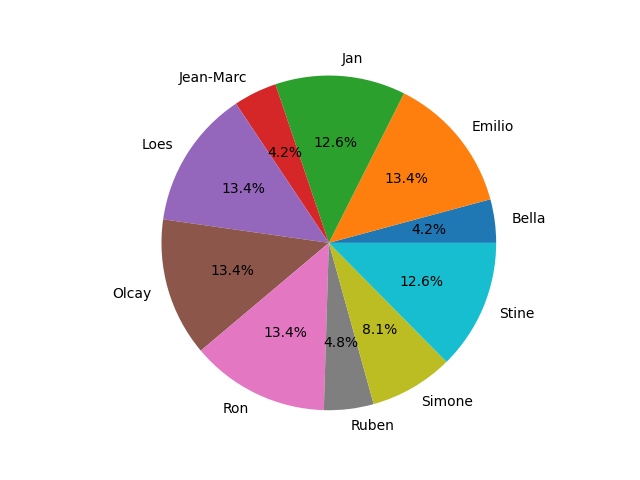 Jan
Jean-Marc
Emilio
12.6%
Loes
4.2%
13.4%
13.4%
Bella
4.2%
13.4%
12.6%
Olcay
Stine
13.4%
8.1%
4.8%
Simone
Ron
Ruben